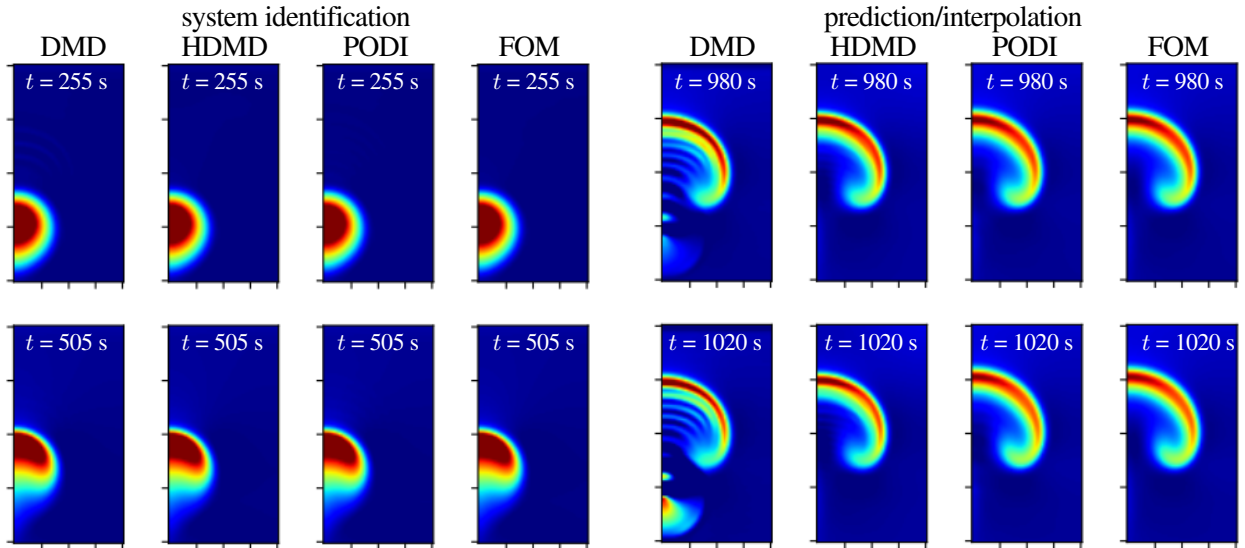 system identification
prediction/interpolation
DMD HDMD PODI FOM DMD HDMD PODI FOM
t = 255 s t = 255 s t = 255 s t = 255 s t = 980 s t = 980 s t = 980 s t = 980 s
t = 505 s t = 505 s t = 505 s t = 505 s t = 1020 s t = 1020 s t = 1020 s t = 1020 s